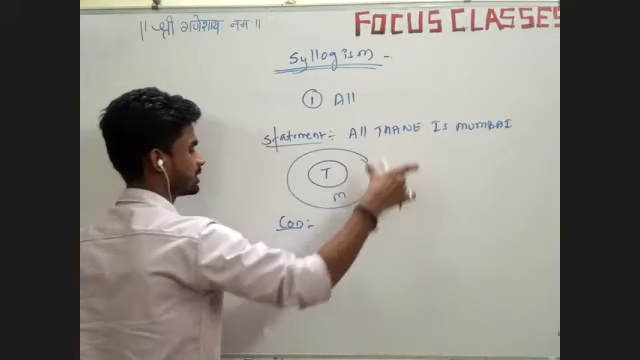 || श्री गणेशाय नमः ||
FOCUS CLASSES
Syllogism -
① All
Statement :- All THANE Is MUMBAI
T
m
Con :-